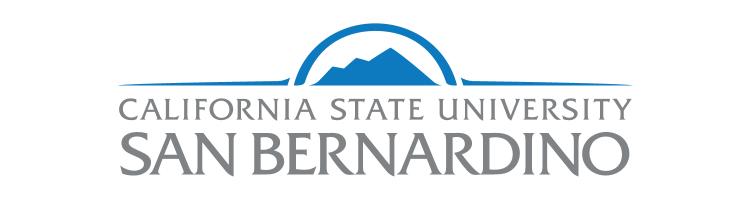 CALIFORNIA STATE UNIVERSITY
SAN BERNARDINO